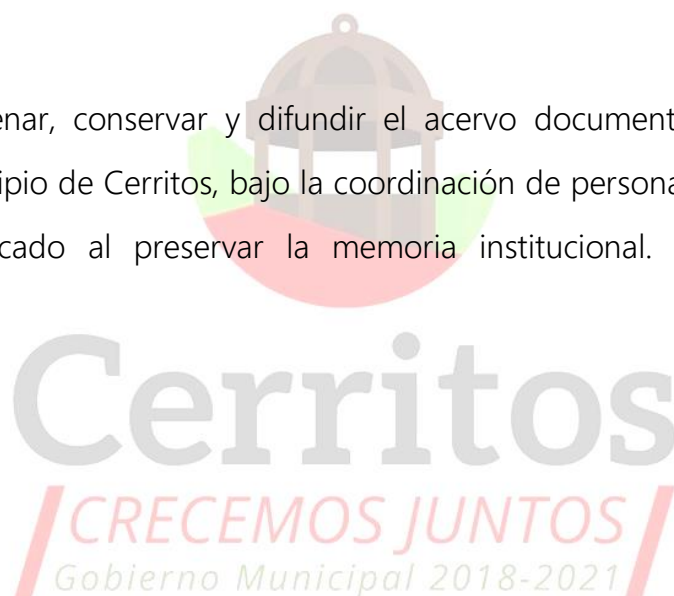 enar, conservar y difundir el acervo document
ipio de Cerritos, bajo la coordinación de persona
cado al preservar la memoria institucional.
Cerritos
CRECEMOS JUNTOS
Gobierno Municipal 2018-2021